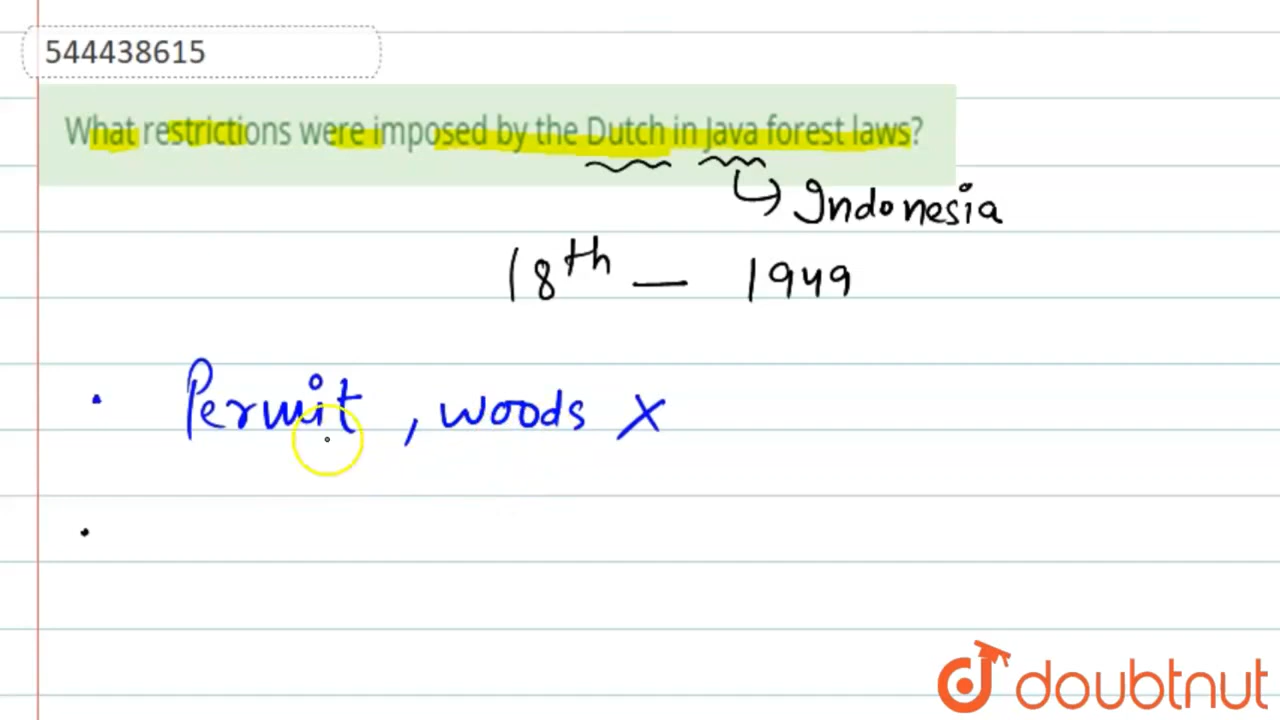 544438615
What restrictions were imposed by the Dutch in Java forest laws?
Indonesia
18th — 1949
• Permit, woods X
•
doubtnut